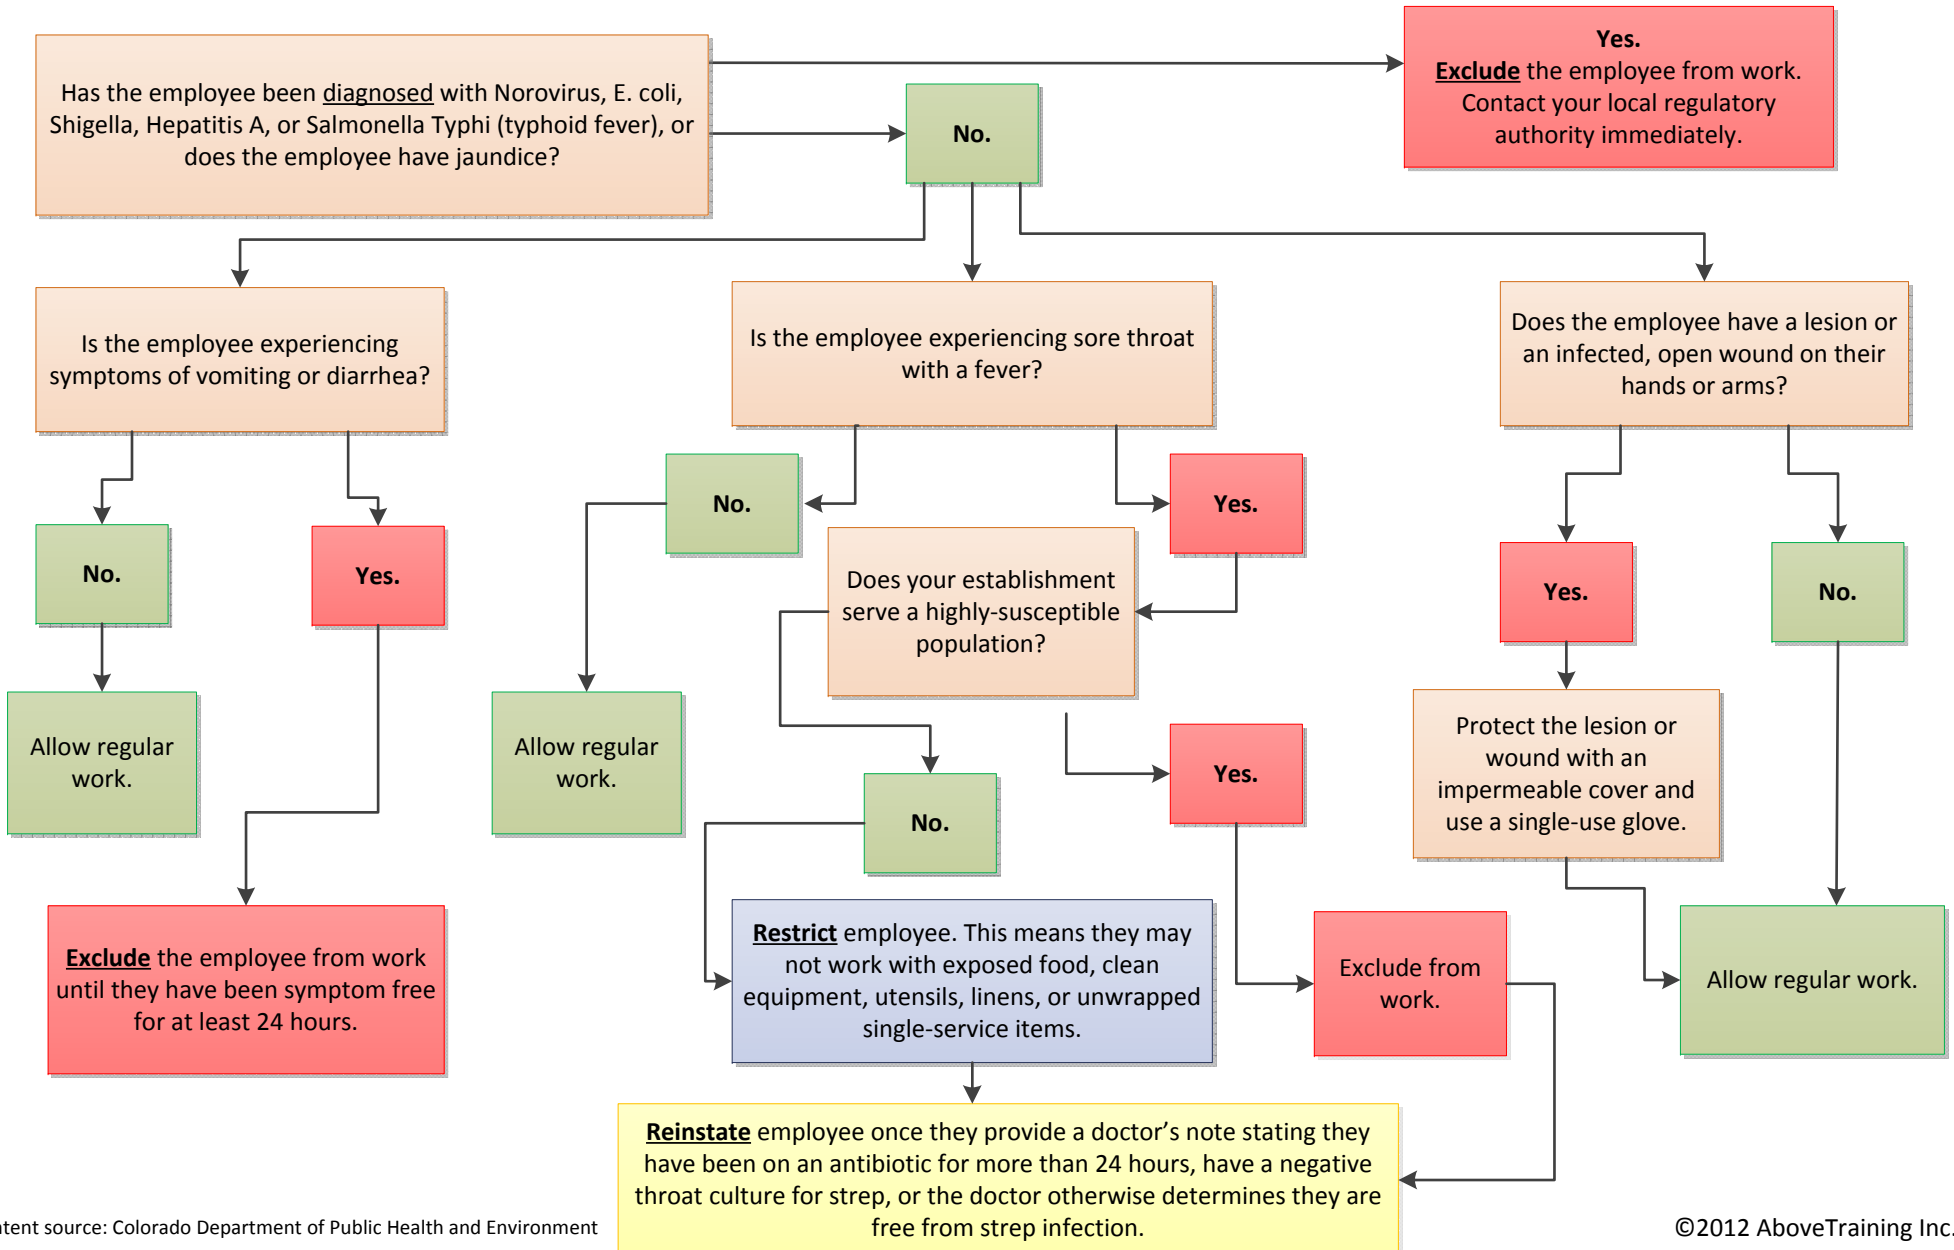 Has the employee been diagnosed with Norovirus, E. coli,
Shigella, Hepatitis A, or Salmonella Typhi (typhoid fever), or
does the employee have jaundice?
Yes.
Exclude the employee from work.
Contact your local regulatory
authority immediately.
No.
Is the employee experiencing
symptoms of vomiting or diarrhea?
Is the employee experiencing sore throat
with a fever?
Does the employee have a lesion or
an infected, open wound on their
hands or arms?
No.
Yes.
No.
Yes.
Yes.
No.
Does your establishment
serve a highly-susceptible
population?
Allow regular
work.
Allow regular
work.
No.
Yes.
Protect the lesion or
wound with an
impermeable cover and
use a single-use glove.
Exclude the employee from work
until they have been symptom free
for at least 24 hours.
Restrict employee. This means they may
not work with exposed food, clean
equipment, utensils, linens, or unwrapped
single-service items.
Exclude from
work.
Allow regular work.
Reinstate employee once they provide a doctor's note stating they
have been on an antibiotic for more than 24 hours, have a negative
throat culture for strep, or the doctor otherwise determines they are
free from strep infection.
source: Colorado Department of Public Health and Environment
©2012 AboveTraining Inc.